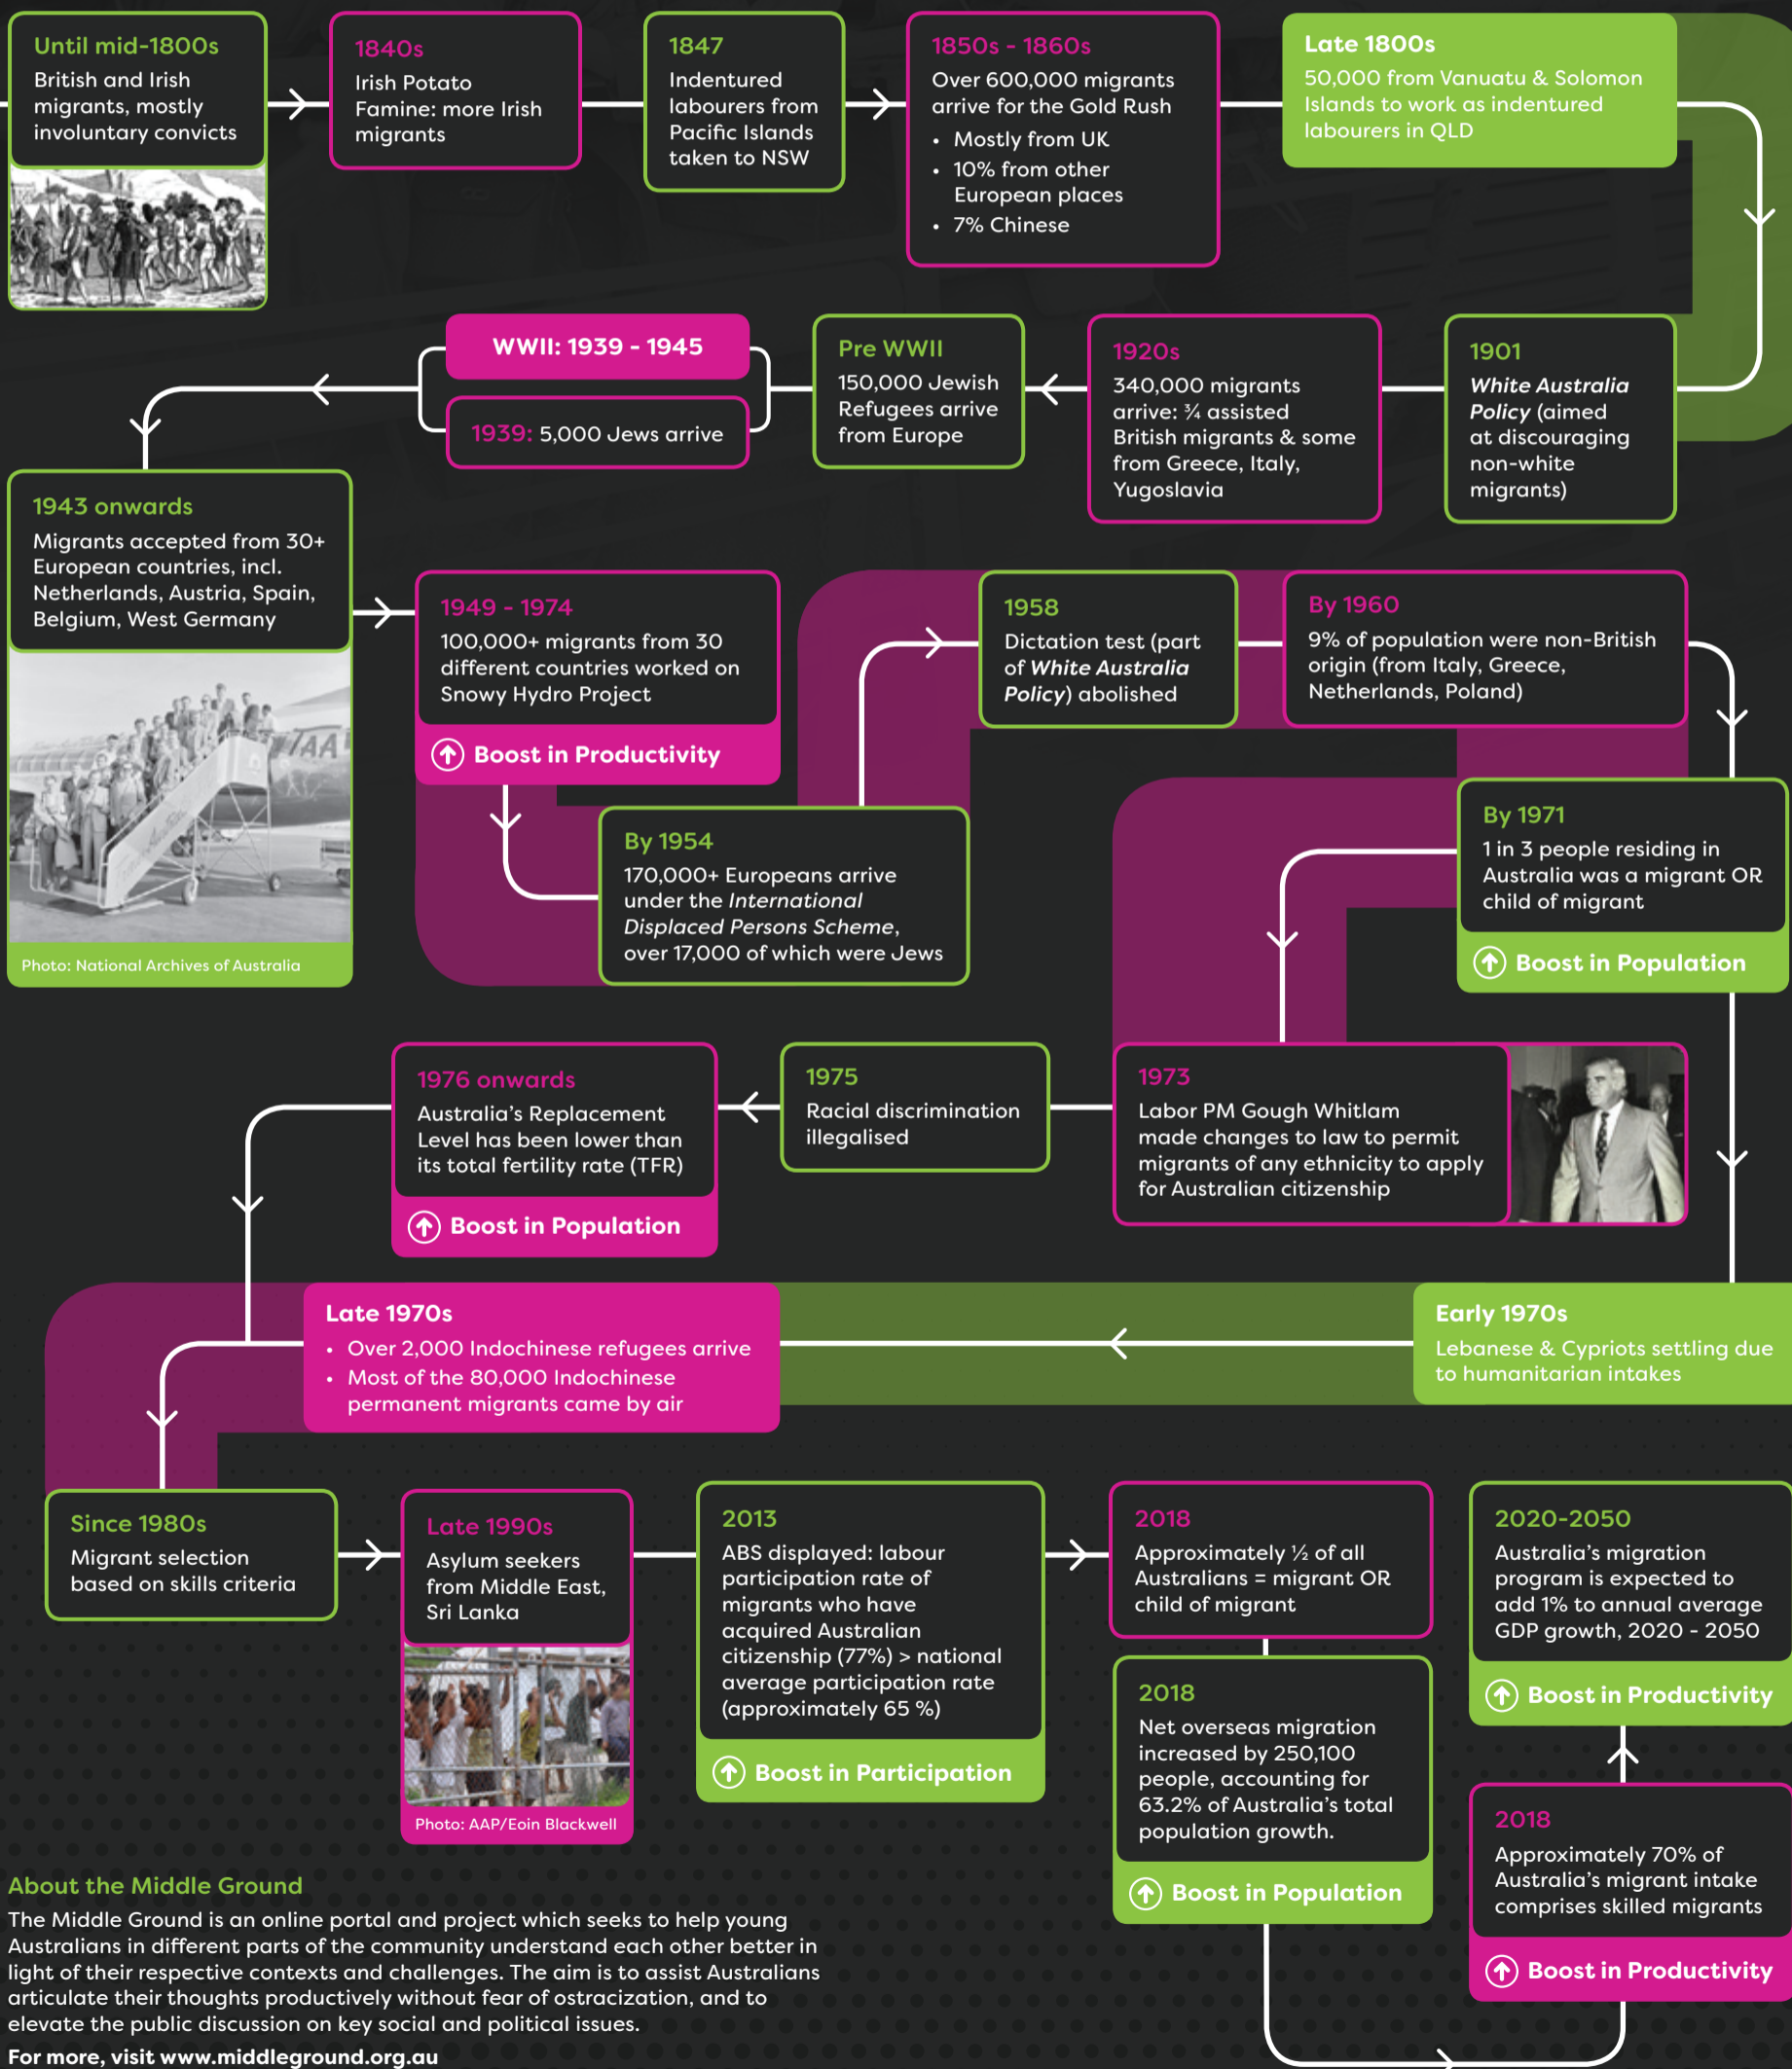 Until mid-1800s
British and Irish
migrants, mostly
involuntary convicts
1840s
Irish Potato
Famine: more Irish
migrants
1847
Indentured
labourers from
Pacific Islands
taken to NSW
1850s - 1860s
Over 600,000 migrants
arrive for the Gold Rush
• Mostly from UK
• 10% from other
European places
• 7% Chinese
Late 1800s
50,000 from Vanuatu & Solomon
Islands to work as indentured
labourers in QLD
1901
White Australia
Policy (aimed
at discouraging
non-white
migrants)
1920s
340,000 migrants
arrive: ¾ assisted
British migrants & some
from Greece, Italy,
Yugoslavia
Pre WWII
150,000 Jewish
Refugees arrive
from Europe
WWII: 1939 - 1945
1939: 5,000 Jews arrive
1943 onwards
Migrants accepted from 30+
European countries, incl.
Netherlands, Austria, Spain,
Belgium, West Germany
TAA
Photo: National Archives of Australia
1949 - 1974
100,000+ migrants from 30
different countries worked on
Snowy Hydro Project
Boost in Productivity
By 1954
170,000+ Europeans arrive
under the International
Displaced Persons Scheme,
over 17,000 of which were Jews
1958
Dictation test (part
of White Australia
Policy) abolished
By 1960
9% of population were non-British
origin (from Italy, Greece,
Netherlands, Poland)
By 1971
1 in 3 people residing in
Australia was a migrant OR
child of migrant
Boost in Population
1973
Labor PM Gough Whitlam
made changes to law to permit
migrants of any ethnicity to apply
for Australian citizenship
1975
Racial discrimination
illegalised
1976 onwards
Australia's Replacement
Level has been lower than
its total fertility rate (TFR)
Boost in Population
Early 1970s
Lebanese & Cypriots settling due
to humanitarian intakes
Late 1970s
• Over 2,000 Indochinese refugees arrive
• Most of the 80,000 Indochinese
permanent migrants came by air
Since 1980s
Migrant selection
based on skills criteria
Late 1990s
Asylum seekers
from Middle East,
Sri Lanka
Photo: AAP/Eoin Blackwell
2013
ABS displayed: labour
participation rate of
migrants who have
acquired Australian
citizenship (77%) > national
average participation rate
(approximately 65 %)
Boost in Participation
2018
Approximately ½ of all
Australians = migrant OR
child of migrant
2018
Net overseas migration
increased by 250,100
people, accounting for
63.2% of Australia's total
population growth.
Boost in Population
2018
Approximately 70% of
Australia's migrant intake
comprises skilled migrants
Boost in Productivity
2020-2050
Australia's migration
program is expected to
add 1% to annual average
GDP growth, 2020 - 2050
Boost in Productivity
About the Middle Ground
The Middle Ground is an online portal and project which seeks to help young
Australians in different parts of the community understand each other better in
light of their respective contexts and challenges. The aim is to assist Australians
articulate their thoughts productively without fear of ostracization, and to
elevate the public discussion on key social and political issues.
For more, visit www.middleground.org.au